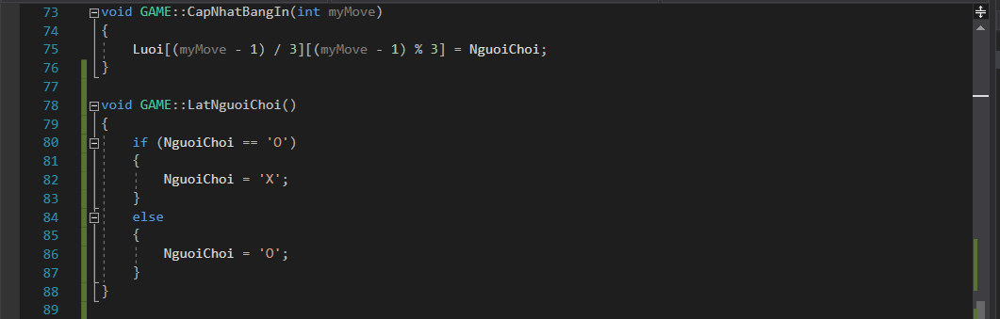 73 void GAME::CapNhatBangIn(int myMove)
74 {
75     Luoi[(myMove - 1) / 3][(myMove - 1) % 3] = NguoiChoi;
76 }
77
78 void GAME::LatNguoiChoi()
79 {
80     if (NguoiChoi == 'O')
81     {
82         NguoiChoi = 'X';
83     }
84     else
85     {
86         NguoiChoi = 'O';
87     }
88 }
89